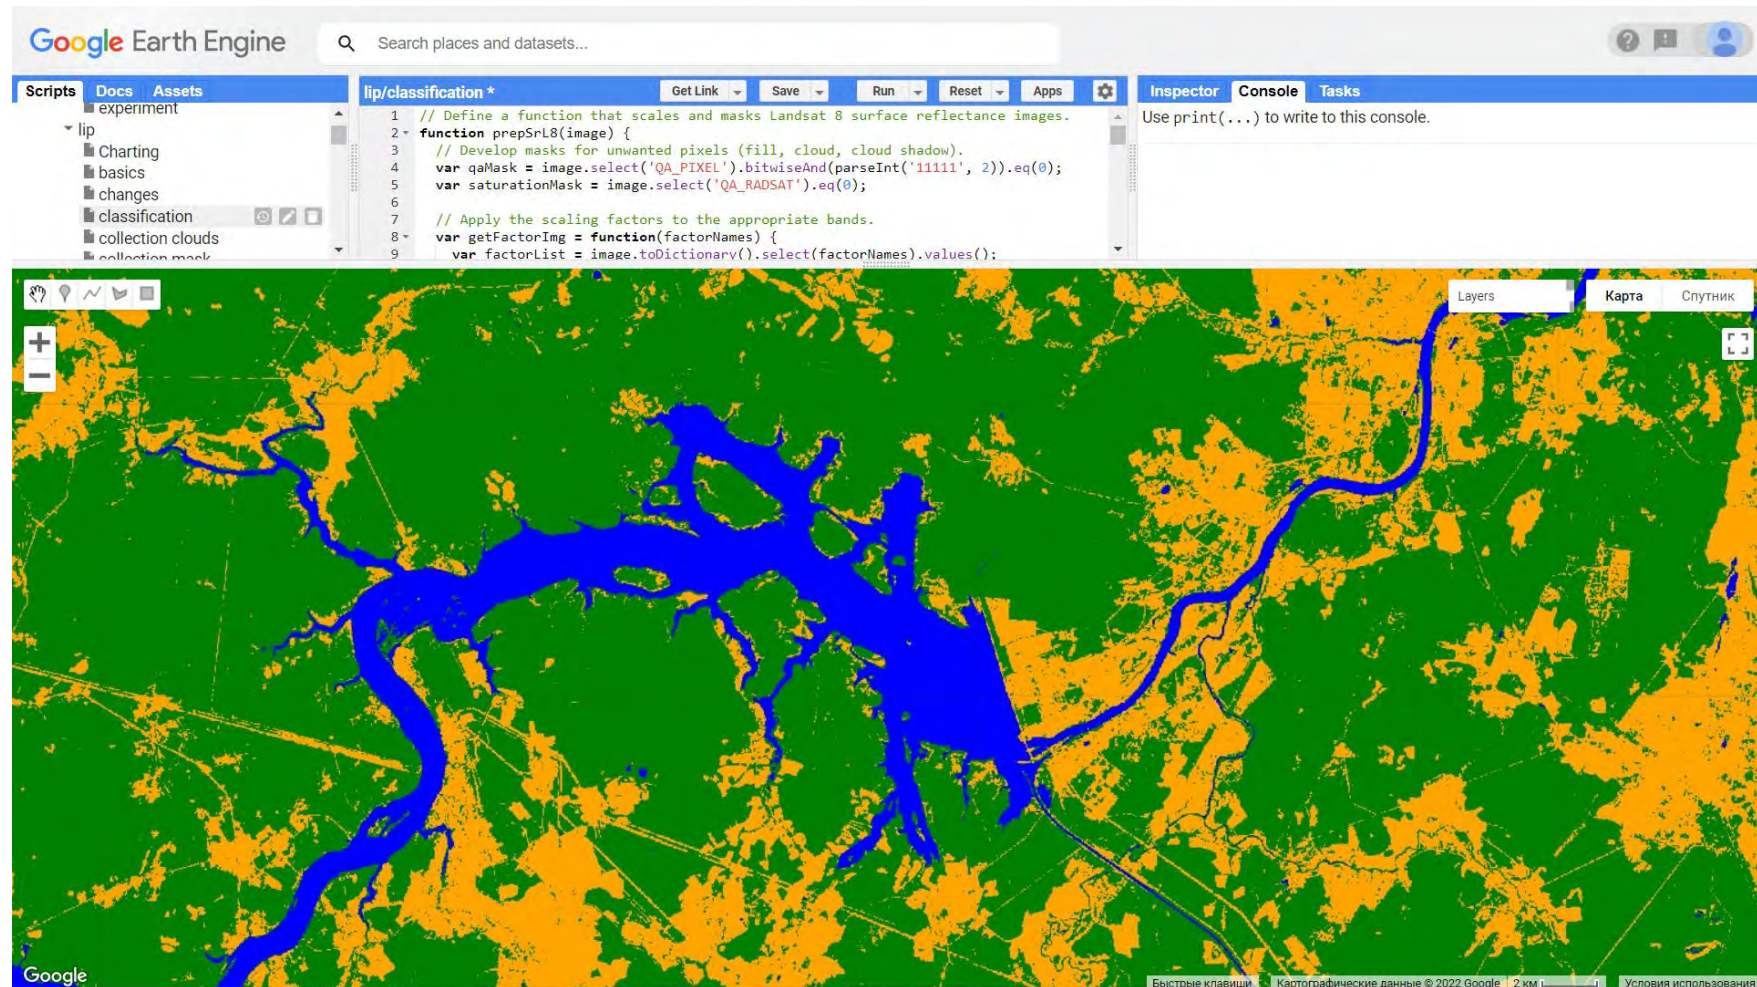 Google Earth Engine
Search places and datasets...
Scripts Docs Assets
experiment
lip
Charting
basics
changes
classification
collection clouds
collection mask
lip/classification *
Get Link Save Run Reset Apps
1 // Define a function that scales and masks Landsat 8 surface reflectance images.
2 function prepSrL8(image) {
3 // Develop masks for unwanted pixels (fill, cloud, cloud shadow).
4 var qaMask = image.select('QA_PIXEL').bitwiseAnd(parseInt('11111', 2)).eq(0);
5 var saturationMask = image.select('QA_RADSAT').eq(0);
6
7 // Apply the scaling factors to the appropriate bands.
8 var getFactorImg = function(factorNames) {
9 var factorList = image.toDictionary().select(factorNames).values();
Inspector Console Tasks
Use print(...) to write to this console.
Layers
Карта Спутник
Google
Быстрые клавиши Картографические данные © 2022 Google 2 км Условия использования